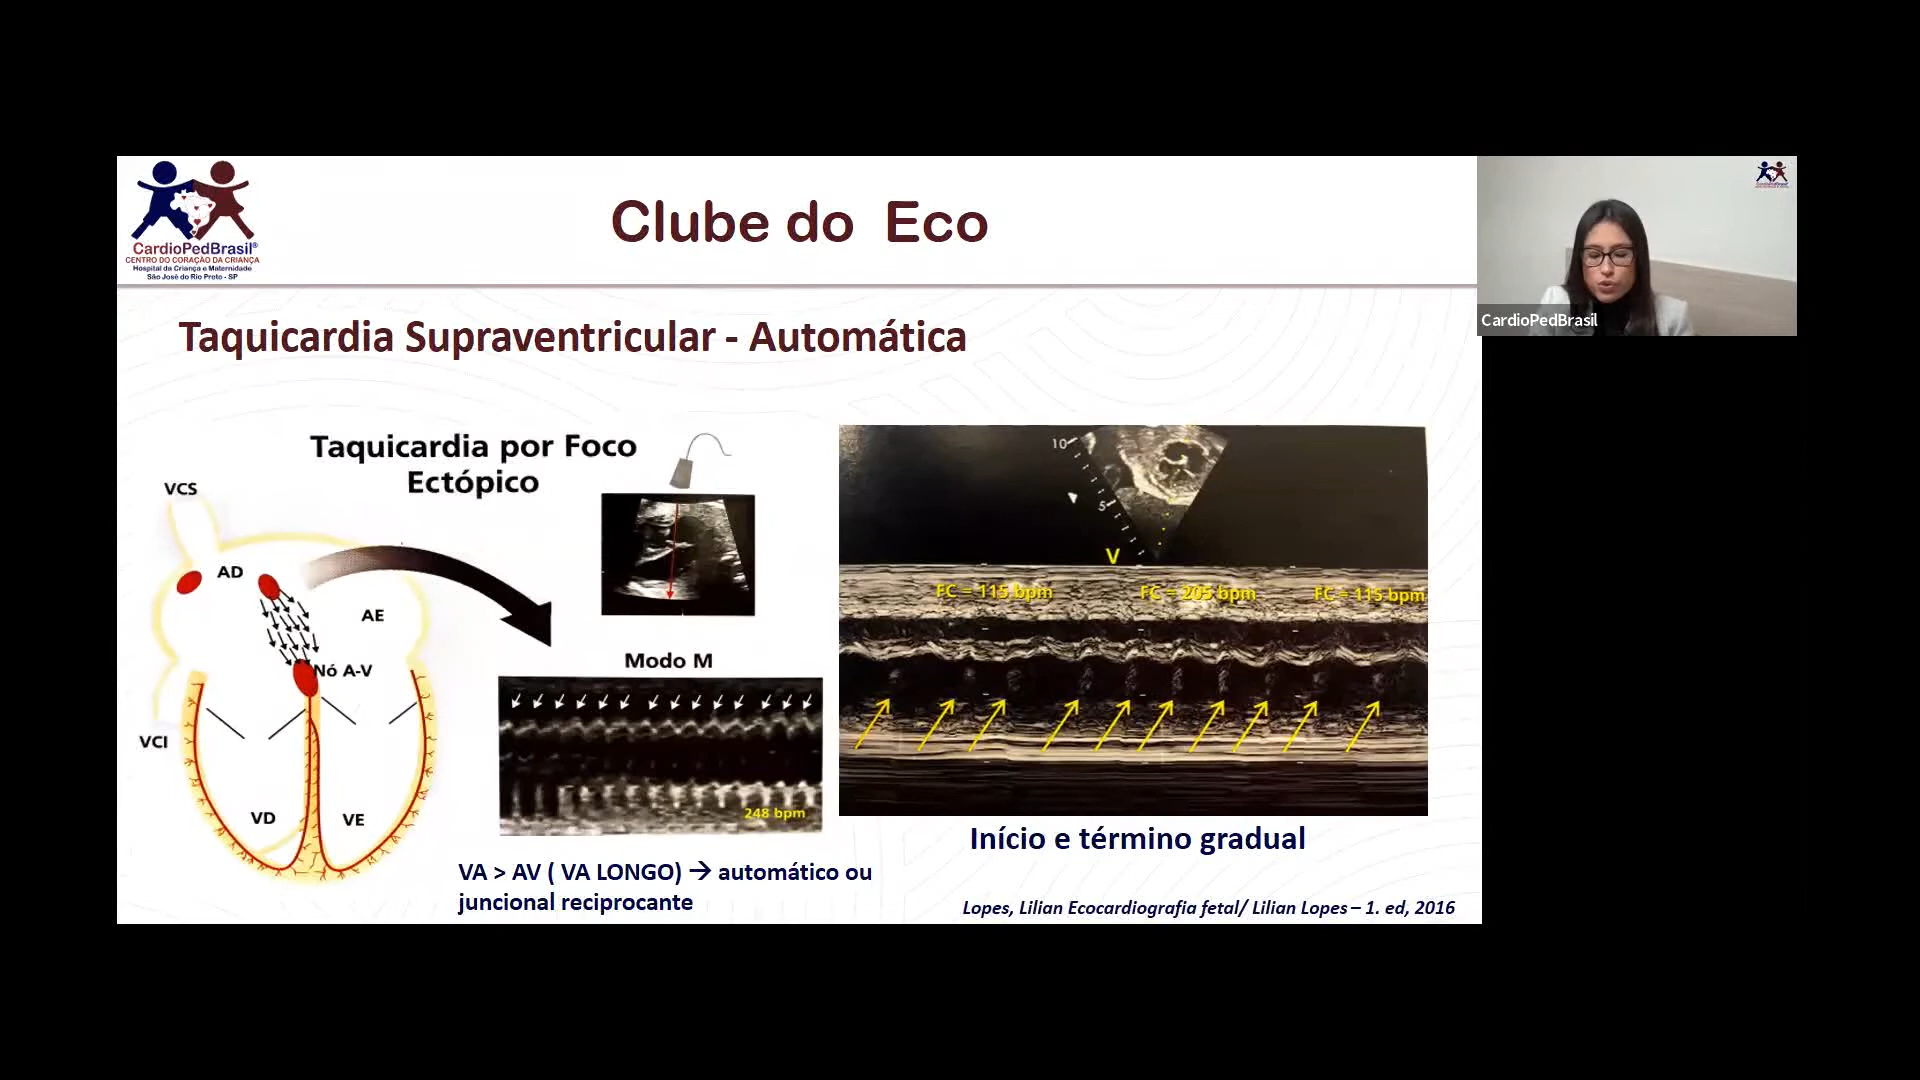 CardioPedBrasil®
CENTRO DO CORAÇÃO DA CRIANÇA
Hospital da Criança e Maternidade
São José do Rio Preto - SP
Clube do Eco
CardioPedBrasil
Taquicardia Supraventricular - Automática
Taquicardia por Foco
Ectópico
VCS
AD
AE
Nó A-V
VCI
VD
VE
Modo M
248 bpm
10
5
V
FC = 115 bpm
FC = 205 bpm
FC = 115 bpm
Início e término gradual
VA > AV ( VA LONGO) → automático ou
juncional reciprocante
Lopes, Lilian Ecocardiografia fetal/ Lilian Lopes – 1. ed, 2016